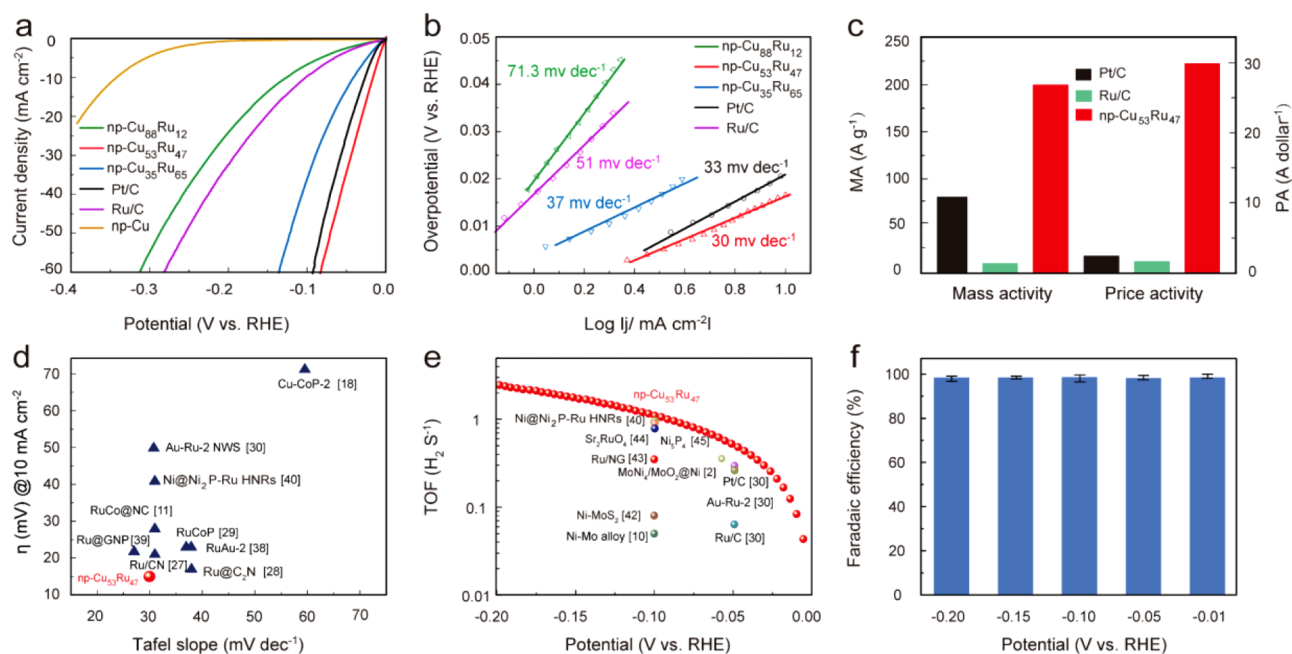 a
0
-10
-20
-30
-40
-50
-60
Current density (mA cm-2)
np-Cu88Ru12
np-Cu53Ru47
np-Cu35Ru65
Pt/C
Ru/C
np-Cu
-0.4
-0.3
-0.2
-0.1
0.0
Potential (V vs. RHE)
b
0.05
0.04
0.03
0.02
0.01
0.00
Overpotential (V vs. RHE)
np-Cu88Ru12
np-Cu53Ru47
np-Cu35Ru65
Pt/C
Ru/C
71.3 mv dec-1
51 mv dec-1
37 mv dec-1
33 mv dec-1
30 mv dec-1
0.0
0.2
0.4
0.6
0.8
1.0
Log Ij/ mA cm-2I
c
250
200
150
100
50
0
MA (A g-1)
Pt/C
Ru/C
np-Cu53Ru47
30
20
10
0
PA (A dollar-1)
Mass activity
Price activity
d
70
60
50
40
30
20
10
η (mV) @10 mA cm-2
Cu-CoP-2 [18]
Au-Ru-2 NWS [30]
Ni@Ni2P-Ru HNRs [40]
RuCo@NC [11]
RuCoP [29]
Ru@GNP[39]
RuAu-2 [38]
Ru/CN [27]
Ru@C2N [28]
np-Cu53Ru47
20
30
40
50
60
70
Tafel slope (mV dec-1)
e
1
0.1
0.01
TOF (H2 S-1)
np-Cu53Ru47
Ni@Ni2P-Ru HNRs [40]
Sr2RuO4 [44]
Ni5P4 [45]
Ru/NG [43]
MoNi4/MoO2@Ni [2]
Pt/C [30]
Au-Ru-2 [30]
Ni-MoS2 [42]
Ni-Mo alloy [10]
Ru/C [30]
-0.20
-0.15
-0.10
-0.05
0.00
Potential (V vs. RHE)
f
100
80
60
40
20
0
Faradaic efficiency (%)
-0.20
-0.15
-0.10
-0.05
-0.01
Potential (V vs. RHE)